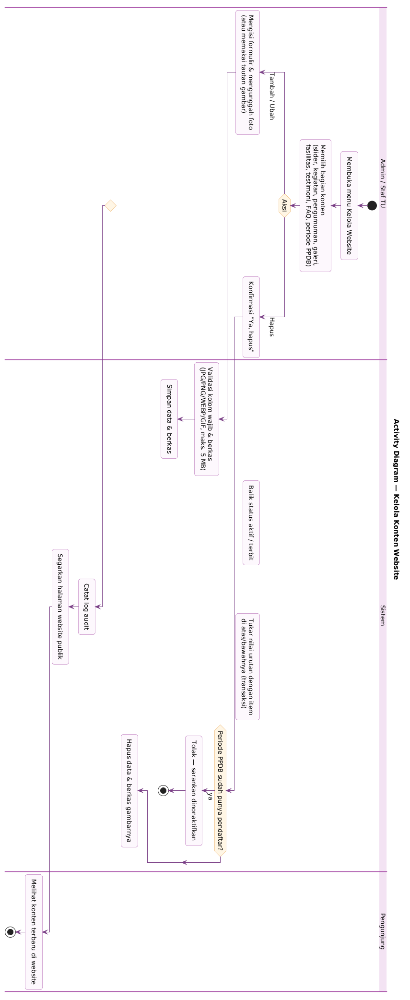 Activity Diagram — Kelola Konten Website
Admin / Staf TU
Sistem
Pengunjung
Membuka menu Kelola Website
Memilih bagian konten
(slider, kegiatan, pengumuman, galeri,
fasilitas, testimoni, FAQ, periode PPDB)
Aksi
Tambah / Ubah
Hapus
Mengisi formulir & mengunggah foto
(atau memakai tautan gambar)
Konfirmasi "Ya, hapus"
Balik status aktif / terbit
Tukar nilai urutan dengan item
di atas/bawahnya (transaksi)
Validasi kolom wajib & berkas
(JPG/PNG/WEBP/GIF, maks. 5 MB)
Simpan data & berkas
Periode PPDB sudah punya pendaftar?
ya
Tolak — sarankan dinonaktifkan
Hapus data & berkas gambarnya
Catat log audit
Segarkan halaman website publik
Melihat konten terbaru di website